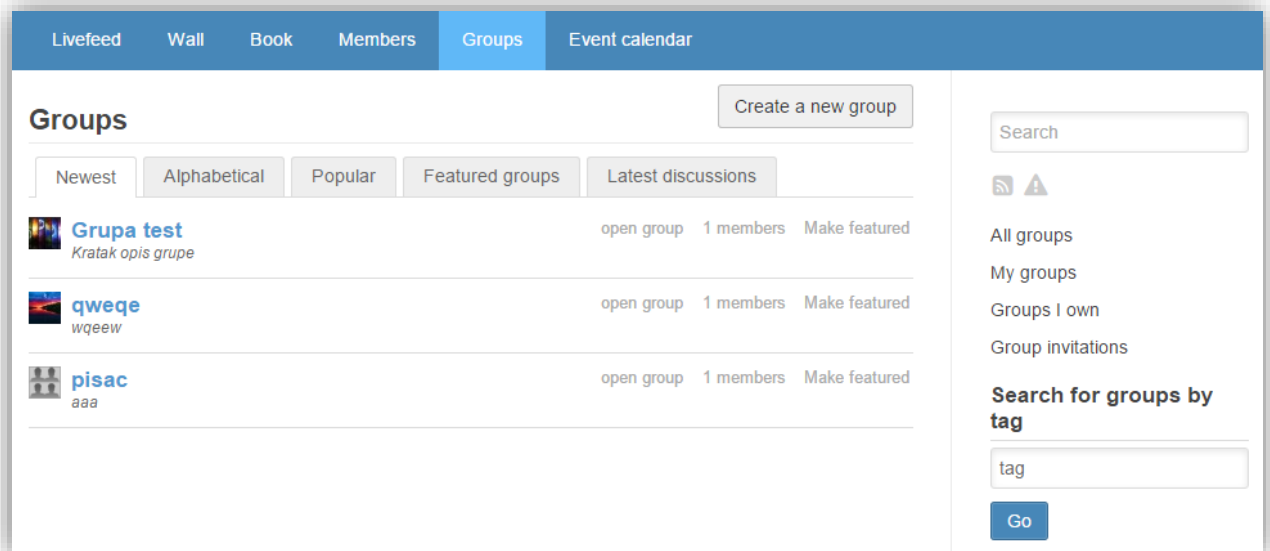 Livefeed Wall Book Members Groups Event calendar
Groups
Create a new group
Newest Alphabetical Popular Featured groups Latest discussions
Grupa test
open group 1 members Make featured
Kratak opis grupe
qweqe
open group 1 members Make featured
wqeew
pisac
open group 1 members Make featured
aaa
Search
All groups
My groups
Groups I own
Group invitations
Search for groups by
tag
tag
Go